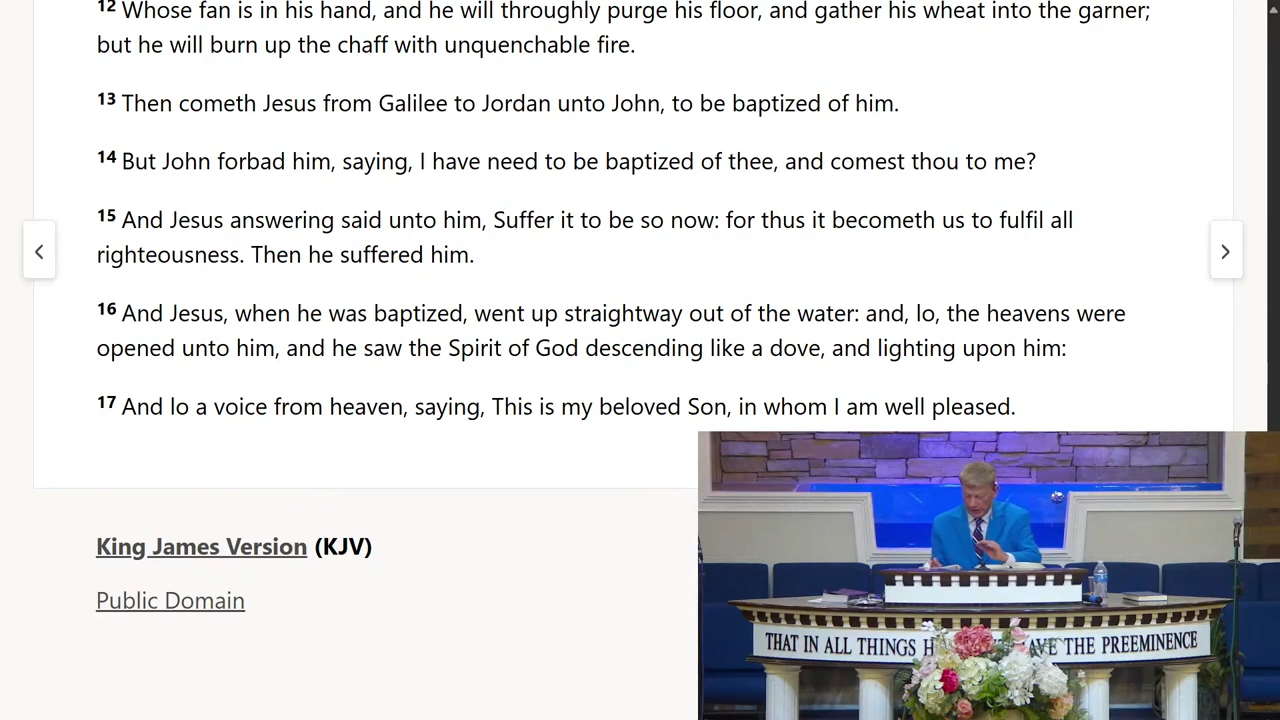 12 Whose fan is in his hand, and he will throughly purge his floor, and gather his wheat into the garner;
but he will burn up the chaff with unquenchable fire.
13 Then cometh Jesus from Galilee to Jordan unto John, to be baptized of him.
14 But John forbad him, saying, I have need to be baptized of thee, and comest thou to me?
15 And Jesus answering said unto him, Suffer it to be so now: for thus it becometh us to fulfil all
righteousness. Then he suffered him.
16 And Jesus, when he was baptized, went up straightway out of the water: and, lo, the heavens were
opened unto him, and he saw the Spirit of God descending like a dove, and lighting upon him:
17 And lo a voice from heaven, saying, This is my beloved Son, in whom I am well pleased.
King James Version (KJV)
Public Domain
THAT IN ALL THINGS THE PREEMINENCE